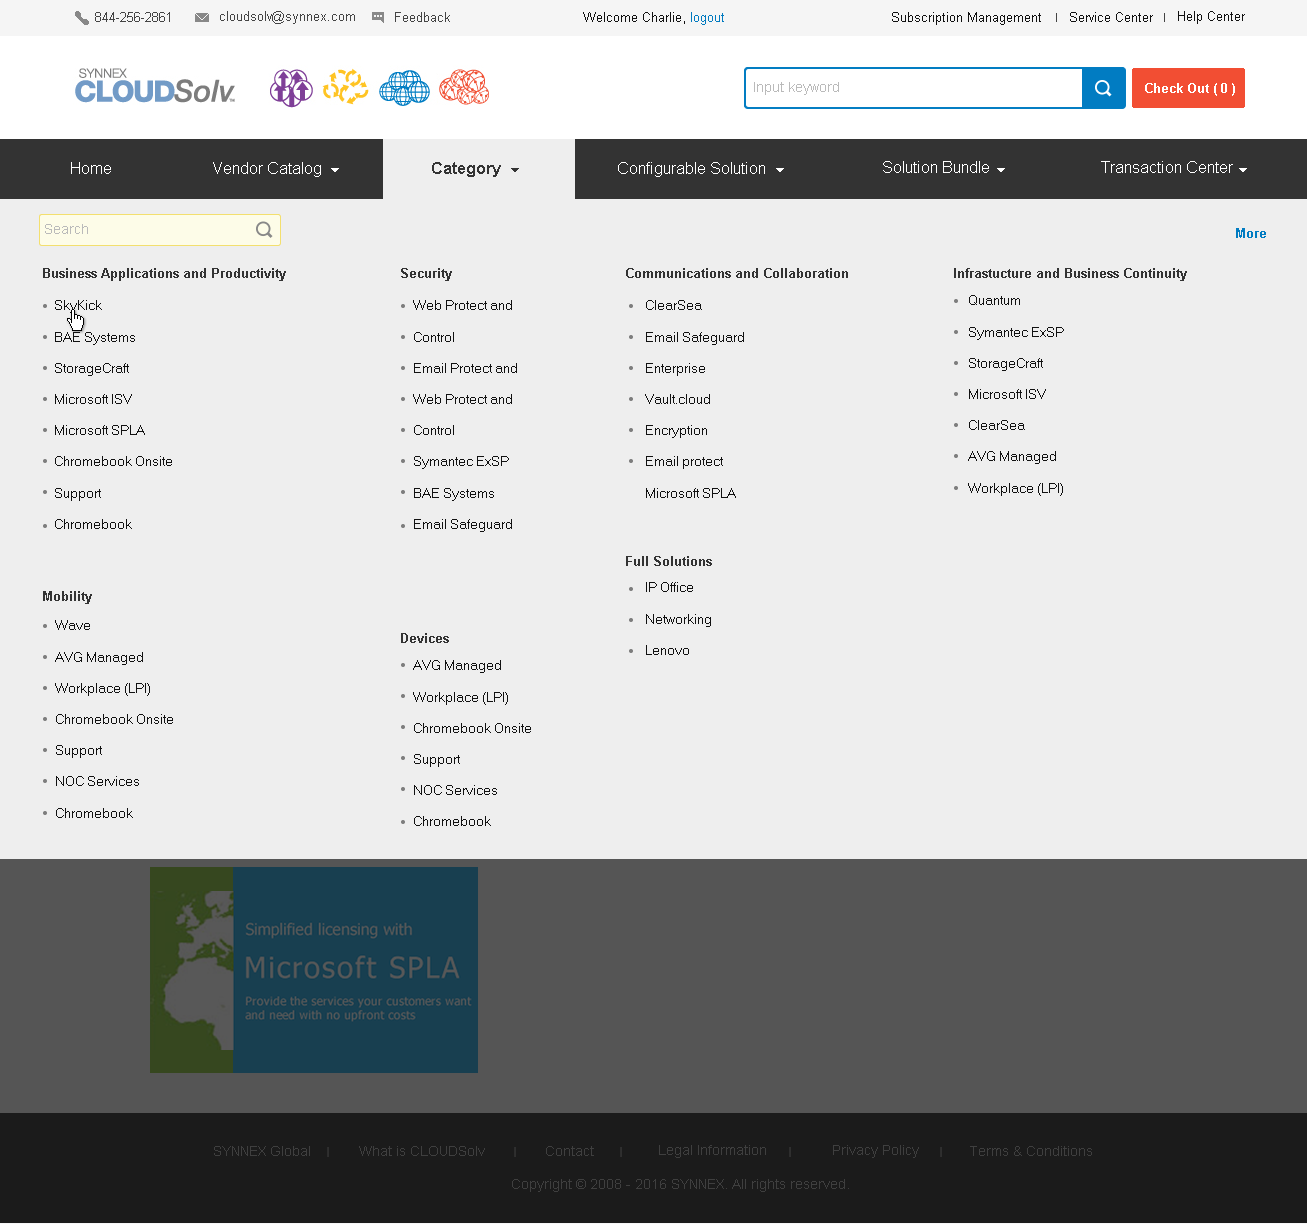 844-256-2861
cloudsolv@synnex.com
Feedback
Welcome Charlie, logout
Subscription Management | Service Center | Help Center
SYNNEX
CLOUDSolv
Input keyword
Check Out ( 0 )
Home
Vendor Catalog
Category
Configurable Solution
Solution Bundle
Transaction Center
Search
More
Business Applications and Productivity
SkyKick
BAE Systems
StorageCraft
Microsoft ISV
Microsoft SPLA
Chromebook Onsite
Support
Chromebook
Mobility
Wave
AVG Managed
Workplace (LPI)
Chromebook Onsite
Support
NOC Services
Chromebook
Security
Web Protect and
Control
Email Protect and
Web Protect and
Control
Symantec ExSP
BAE Systems
Email Safeguard
Devices
AVG Managed
Workplace (LPI)
Chromebook Onsite
Support
NOC Services
Chromebook
Communications and Collaboration
ClearSea
Email Safeguard
Enterprise
Vault.cloud
Encryption
Email protect
Microsoft SPLA
Full Solutions
IP Office
Networking
Lenovo
Infrastucture and Business Continuity
Quantum
Symantec ExSP
StorageCraft
Microsoft ISV
ClearSea
AVG Managed
Workplace (LPI)
Simplified licensing with
Microsoft SPLA
Provide the services your customers want
and need with no upfront costs
SYNNEX Global | What is CLOUDSolv | Contact | Legal Information | Privacy Policy | Terms & Conditions
Copyright © 2008 - 2016 SYNNEX. All rights reserved.